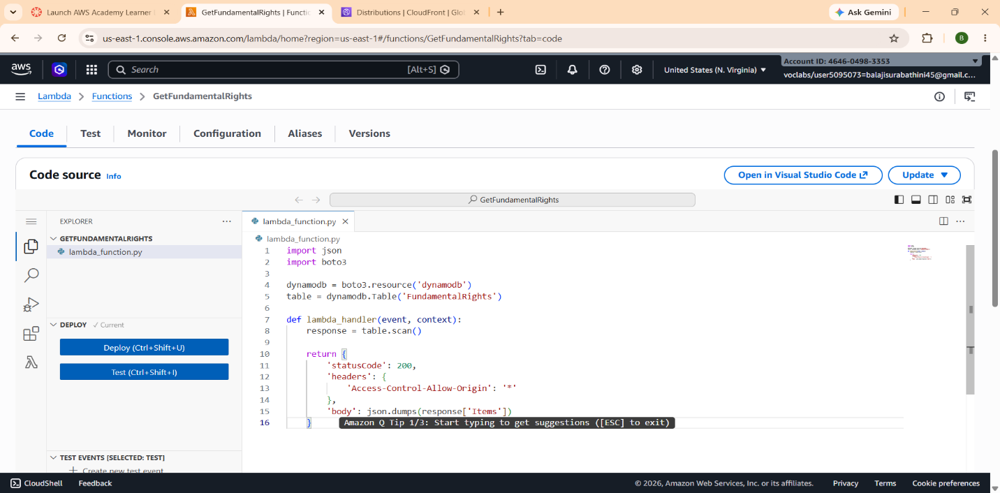 Launch AWS Academy Learner L
GetFundamentalRights | Functio
Distributions | CloudFront | Glob
Ask Gemini
us-east-1.console.aws.amazon.com/lambda/home?region=us-east-1#/functions/GetFundamentalRights?tab=code
B
aws
Search
[Alt+S]
United States (N. Virginia)
Account ID: 4646-0498-3353
voclabs/user5095073=balajisurabathini45@gmail.c...
Lambda > Functions > GetFundamentalRights
Code
Test
Monitor
Configuration
Aliases
Versions
Code source Info
Open in Visual Studio Code
Update
GetFundamentalRights
EXPLORER
GETFUNDAMENTALRIGHTS
lambda_function.py
DEPLOY ✓ Current
Deploy (Ctrl+Shift+U)
Test (Ctrl+Shift+I)
TEST EVENTS [SELECTED: TEST]
+ Create new test event
lambda_function.py
lambda_function.py
1 import json
2 import boto3
3
4 dynamodb = boto3.resource('dynamodb')
5 table = dynamodb.Table('FundamentalRights')
6
7 def lambda_handler(event, context):
8 response = table.scan()
9
10 return {
11 'statusCode': 200,
12 'headers': {
13 'Access-Control-Allow-Origin': '*'
14 },
15 'body': json.dumps(response['Items'])
16 } Amazon Q Tip 1/3: Start typing to get suggestions ([ESC] to exit)
CloudShell
Feedback
© 2026, Amazon Web Services, Inc. or its affiliates.
Privacy
Terms
Cookie preferences